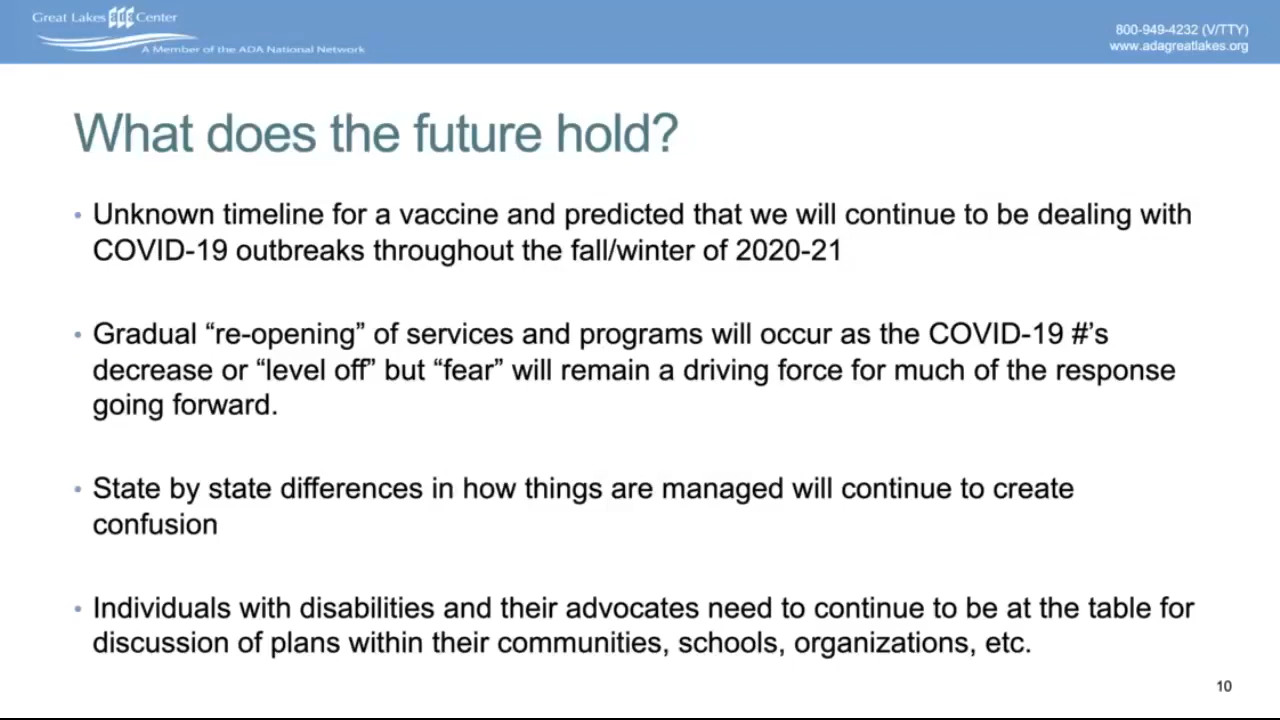 Great Lakes ada Center
A Member of the ADA National Network
800-949-4232 (V/TTY)
www.adagreatlakes.org
What does the future hold?
• Unknown timeline for a vaccine and predicted that we will continue to be dealing with
COVID-19 outbreaks throughout the fall/winter of 2020-21
• Gradual “re-opening” of services and programs will occur as the COVID-19 #’s
decrease or “level off” but “fear” will remain a driving force for much of the response
going forward.
• State by state differences in how things are managed will continue to create
confusion
• Individuals with disabilities and their advocates need to continue to be at the table for
discussion of plans within their communities, schools, organizations, etc.
10